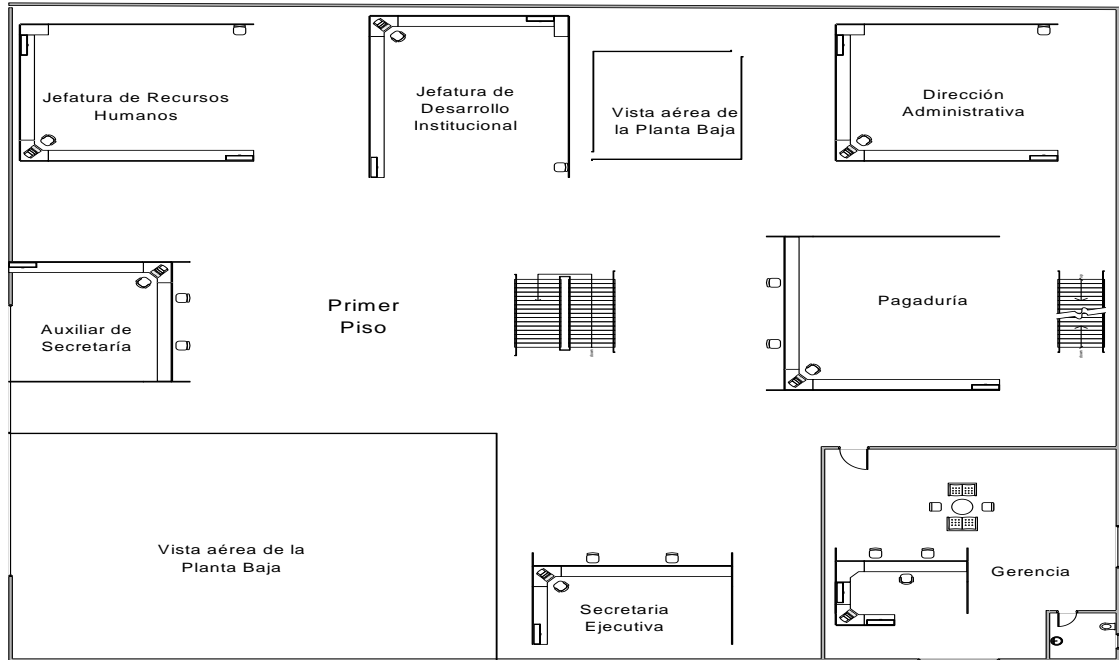 Jefatura de Recursos
Humanos
Jefatura de
Desarrollo
Institucional
Vista aérea de
la Planta Baja
Dirección
Administrativa
Auxiliar de
Secretaría
Primer
Piso
Pagaduría
Vista aérea de la
Planta Baja
Secretaria
Ejecutiva
Gerencia